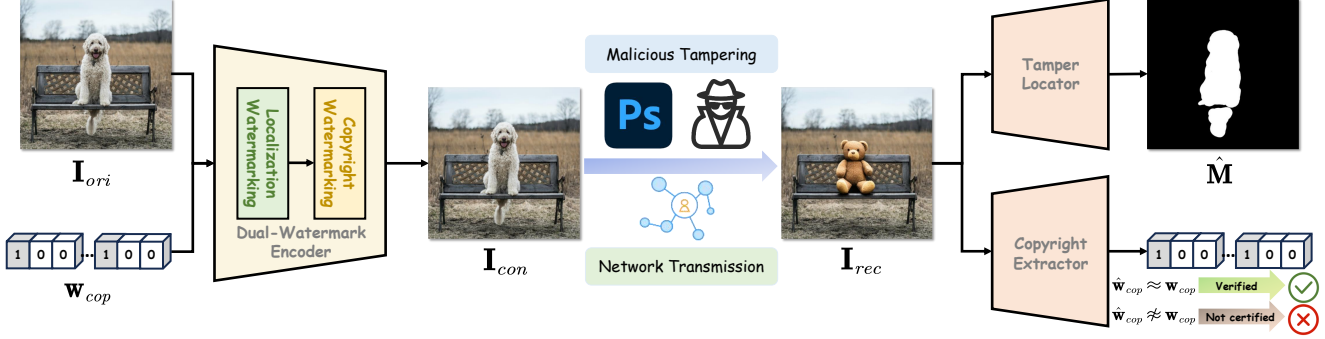 I_ori
1 0 0 ... 1 0 0
w_cop
Localization
Watermarking
Copyright
Watermarking
Dual-Watermark
Encoder
I_con
Malicious Tampering
Ps
Network Transmission
I_rec
Tamper
Locator
M̂
Copyright
Extractor
1 0 0 ... 1 0 0
ŵ_cop ≈ w_cop Verified
ŵ_cop ≉ w_cop Not certified